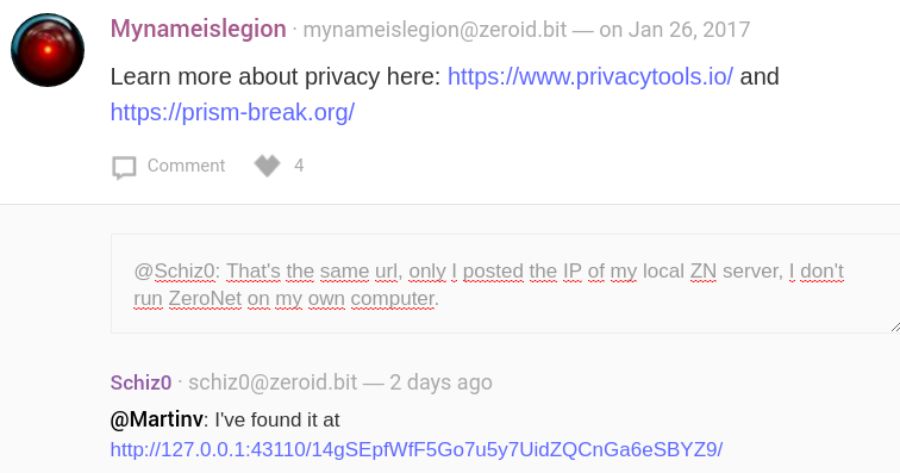 Mynameislegion · mynameislegion@zeroid.bit — on Jan 26, 2017
Learn more about privacy here: https://www.privacytools.io/ and
https://prism-break.org/
Comment 4
@Schiz0: That's the same url, only I posted the IP of my local ZN server, I don't
run ZeroNet on my own computer.
Schiz0 · schiz0@zeroid.bit — 2 days ago
@Martinv: I've found it at
http://127.0.0.1:43110/14gSEpfWfF5Go7u5y7UidZQCnGa6eSBYZ9/